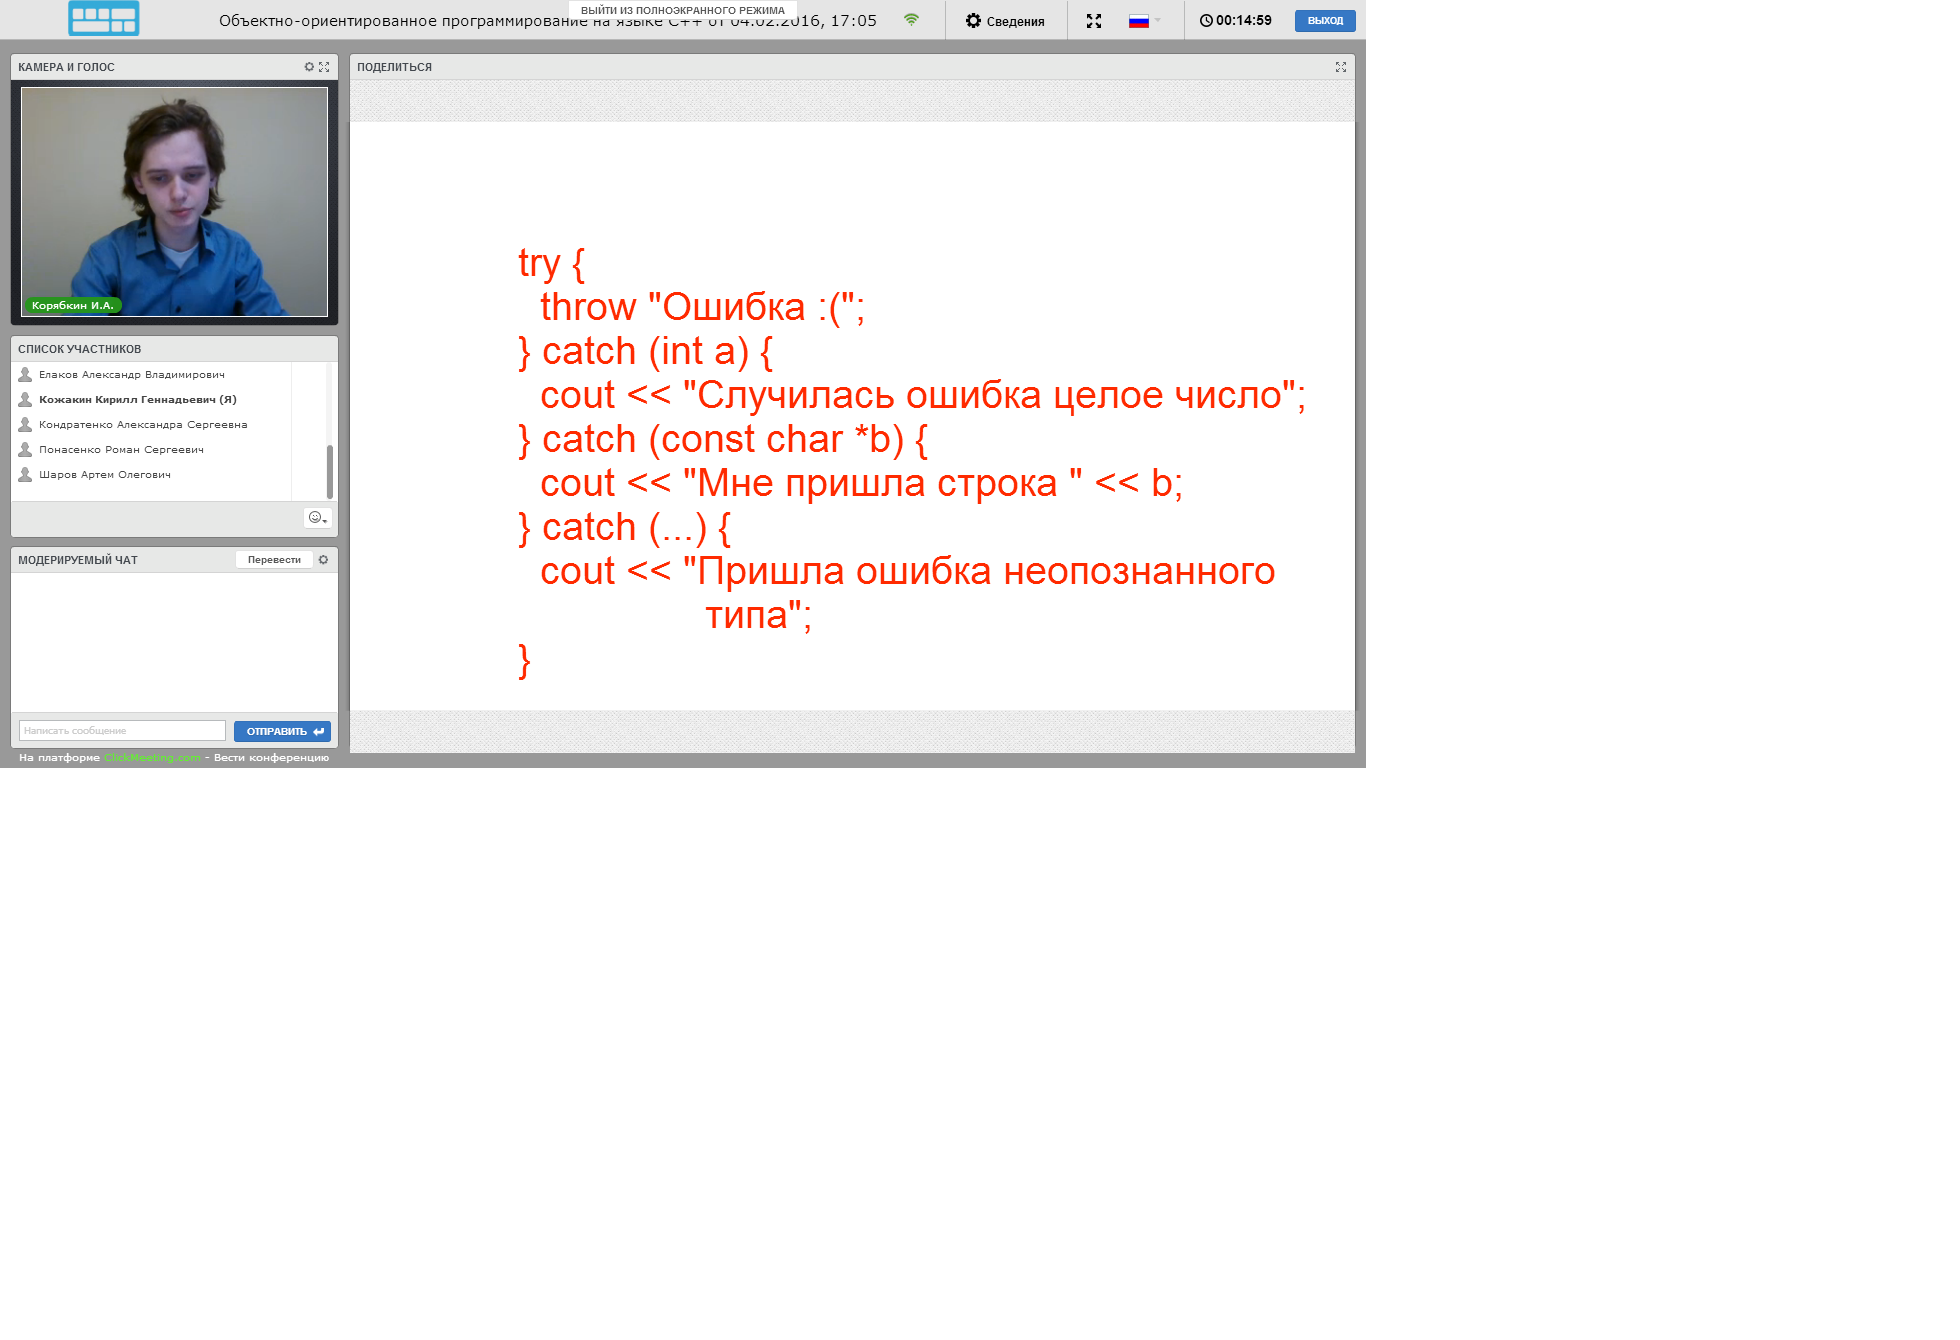 ВЫЙТИ ИЗ ПОЛНОЭКРАННОГО РЕЖИМА
Объектно-ориентированное программирование на языке C++ от 04.02.2016, 17:05
Сведения
00:14:59
ВЫХОД
КАМЕРА И ГОЛОС
Корябкин И.А.
СПИСОК УЧАСТНИКОВ
Елаков Александр Владимирович
Кожакин Кирилл Геннадьевич (Я)
Кондратенко Александра Сергеевна
Понасенко Роман Сергеевич
Шаров Артем Олегович
МОДЕРИРУЕМЫЙ ЧАТ
Перевести
Написать сообщение
ОТПРАВИТЬ
На платформе ClickMeeting.com - Вести конференцию
ПОДЕЛИТЬСЯ
try {
throw "Ошибка :(";
} catch (int a) {
cout << "Случилась ошибка целое число";
} catch (const char *b) {
cout << "Мне пришла строка " << b;
} catch (...) {
cout << "Пришла ошибка неопознанного
типа";
}